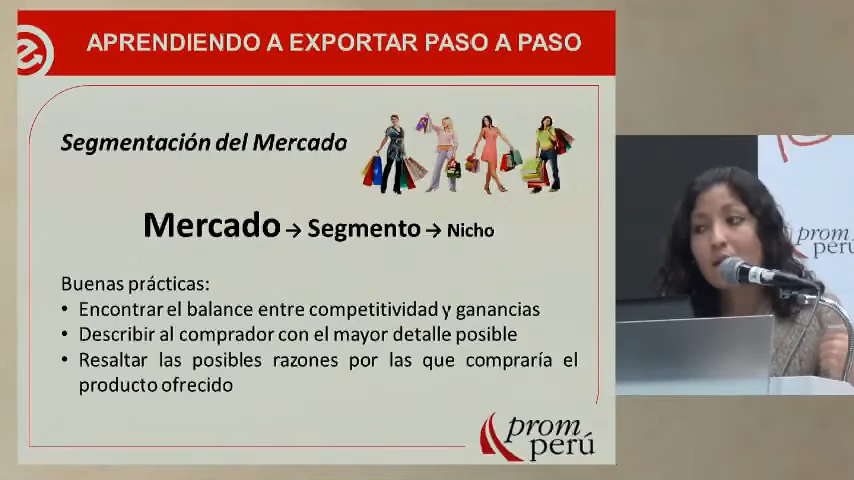 APRENDIENDO A EXPORTAR PASO A PASO
Segmentación del Mercado
Mercado → Segmento → Nicho
Buenas prácticas:
• Encontrar el balance entre competitividad y ganancias
• Describir al comprador con el mayor detalle posible
• Resaltar las posibles razones por las que compraría el
producto ofrecido
prom
perú
prom
perú